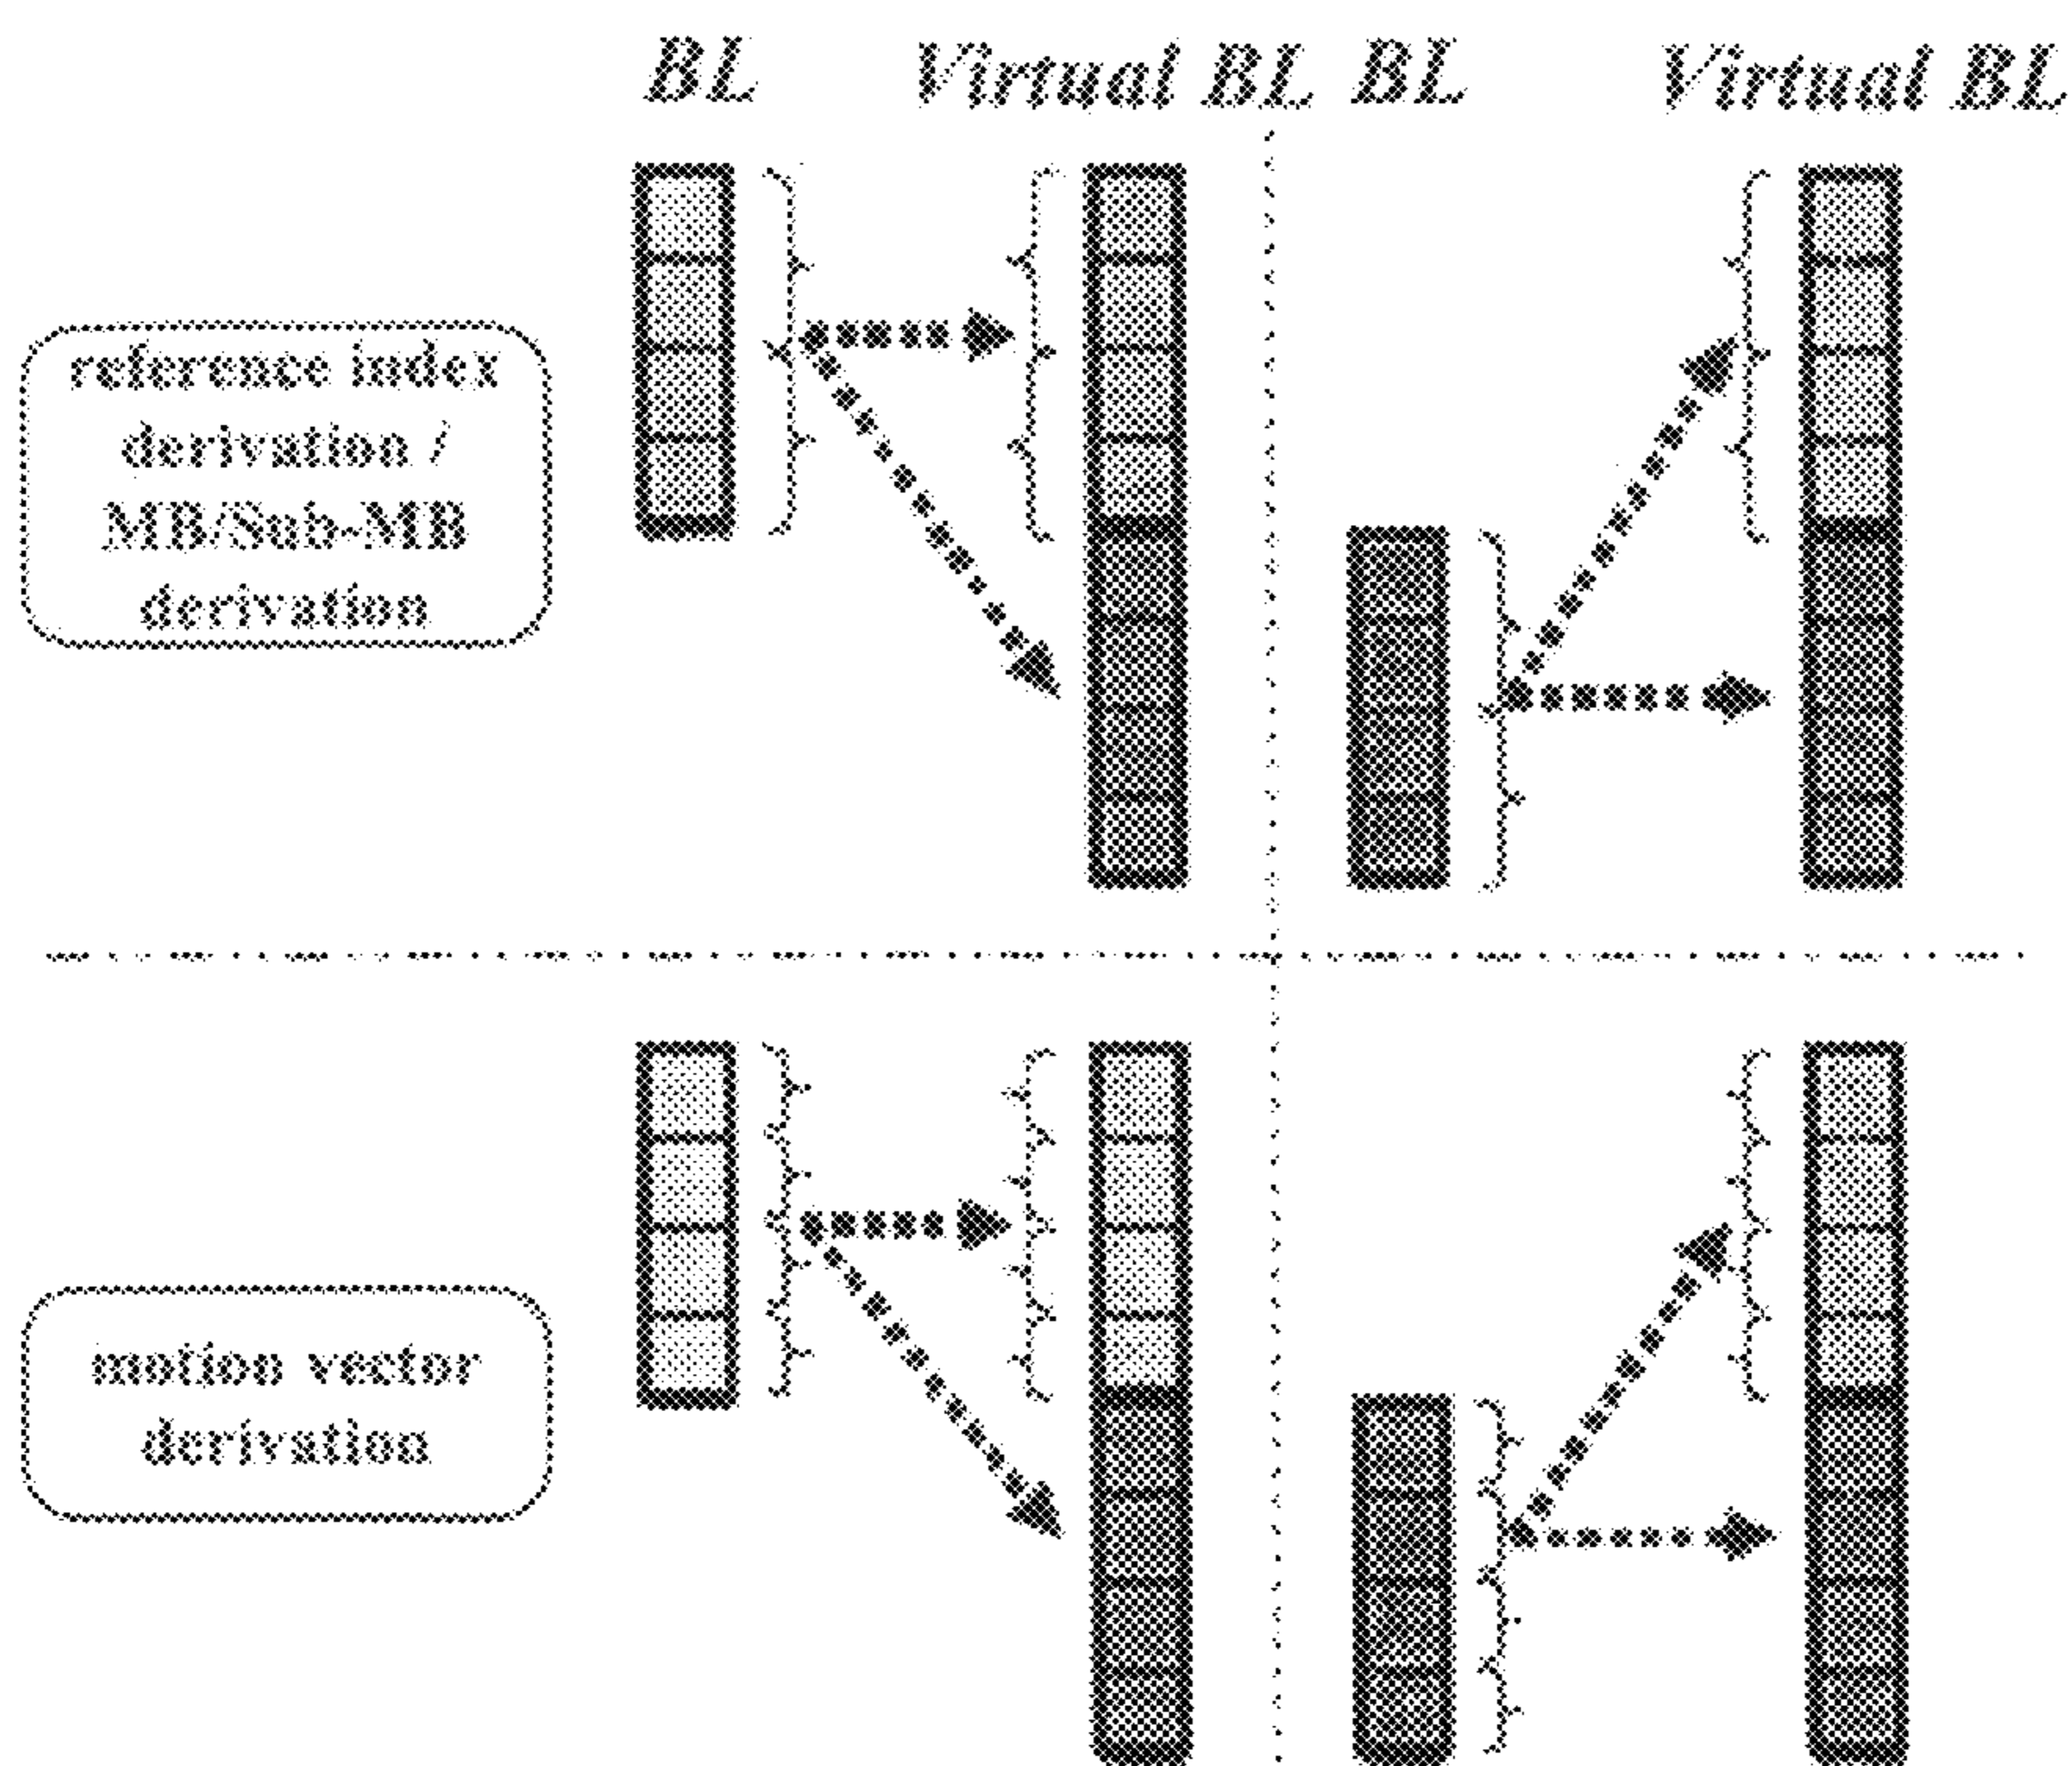 BL Virtual BL BL Virtual BL
reference index
derivation /
MB/Sub-MB
derivation
motion vector
derivation